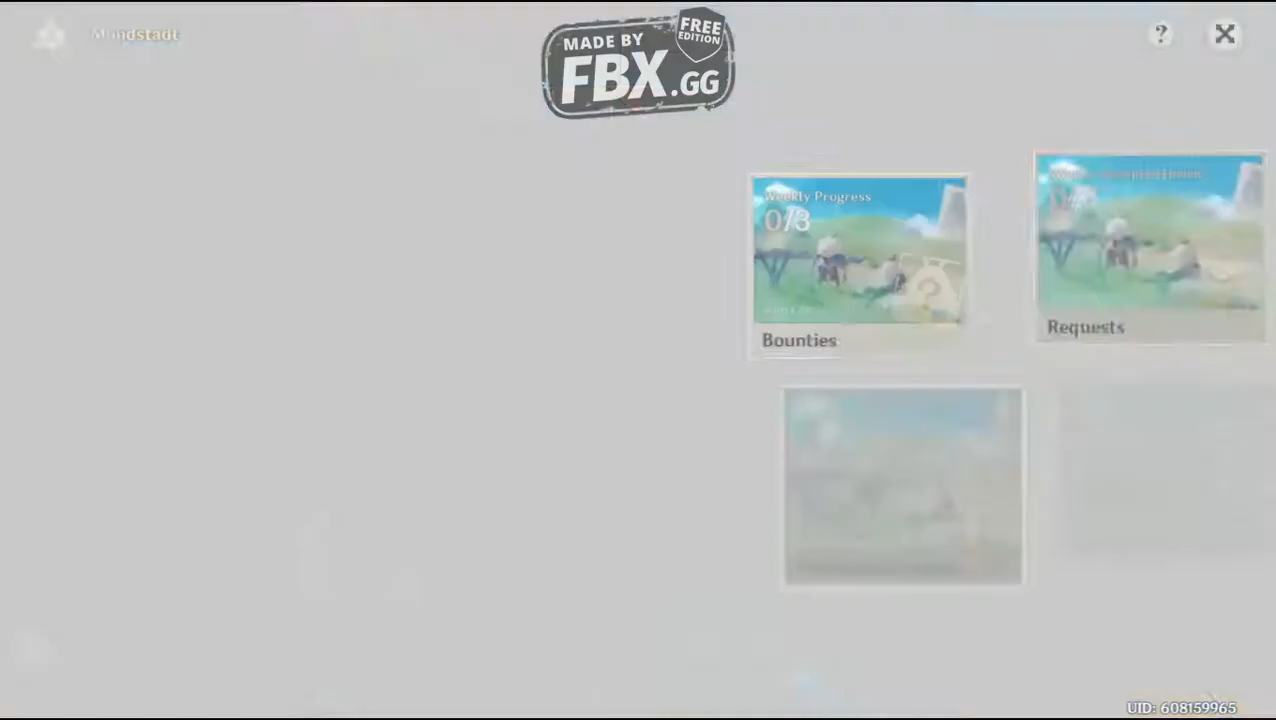 Mondstadt
MADE BY
FREE
EDITION
FBX.GG
?
Weekly Progress
0/3
Bounties
Requests
UID: 608159965